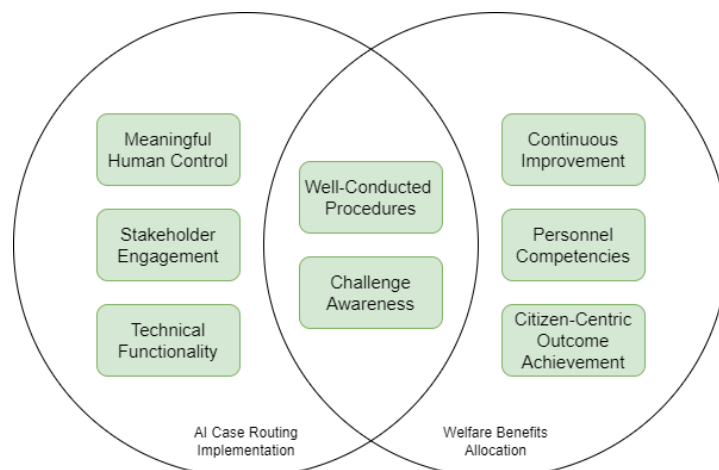 Meaningful
Human Control
Stakeholder
Engagement
Technical
Functionality
Well-Conducted
Procedures
Challenge
Awareness
Continuous
Improvement
Personnel
Competencies
Citizen-Centric
Outcome
Achievement
AI Case Routing
Implementation
Welfare Benefits
Allocation